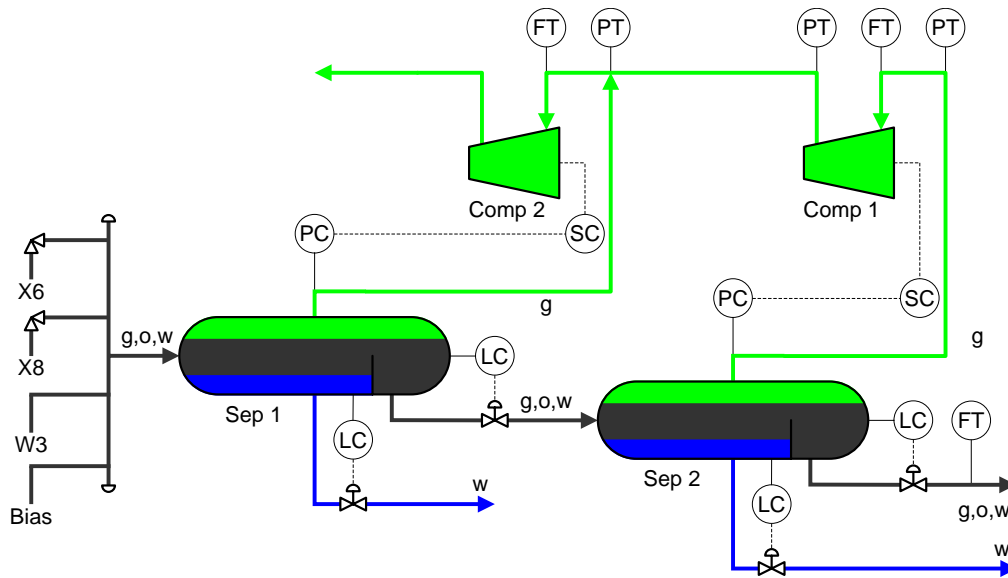 FT
PT
PT
FT
PT
Comp 2
Comp 1
PC
SC
X6
PC
SC
g
g
g,o,w
X8
LC
g,o,w
Sep 1
LC
W3
LC
FT
Sep 2
w
LC
g,o,w
Bias
w